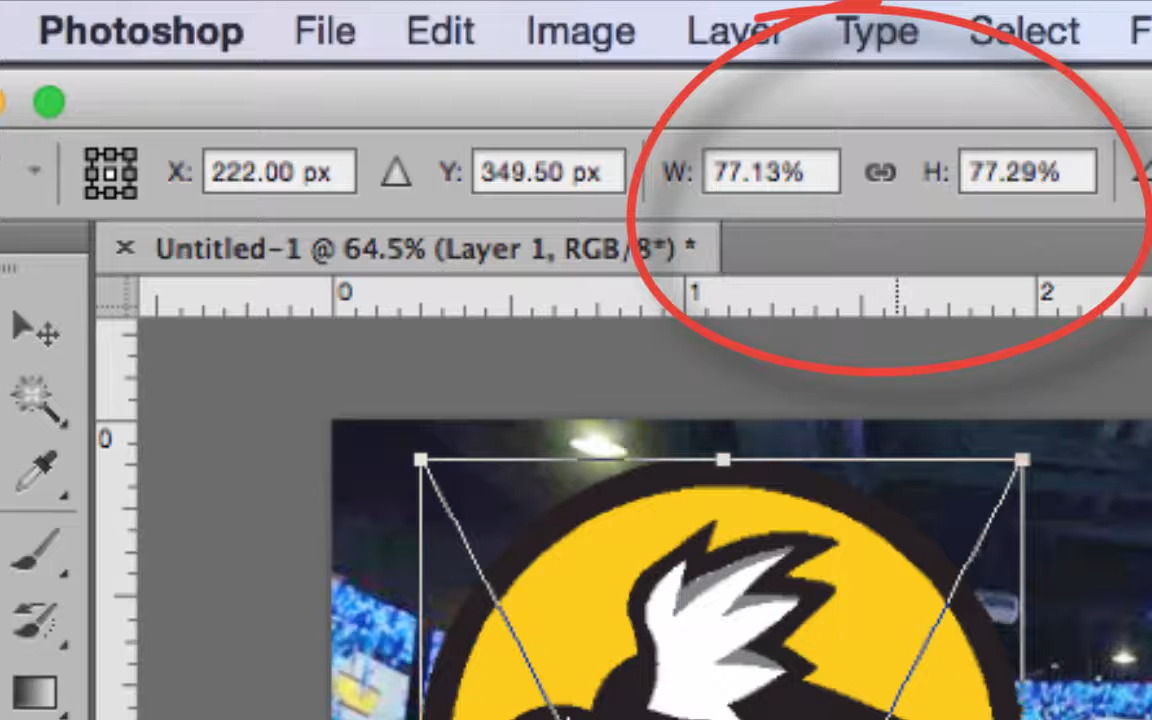 Photoshop File Edit Image Layer Type Select F
X: 222.00 px Y: 349.50 px W: 77.13% H: 77.29%
× Untitled-1 @ 64.5% (Layer 1, RGB/8*) *
0 1 2
0